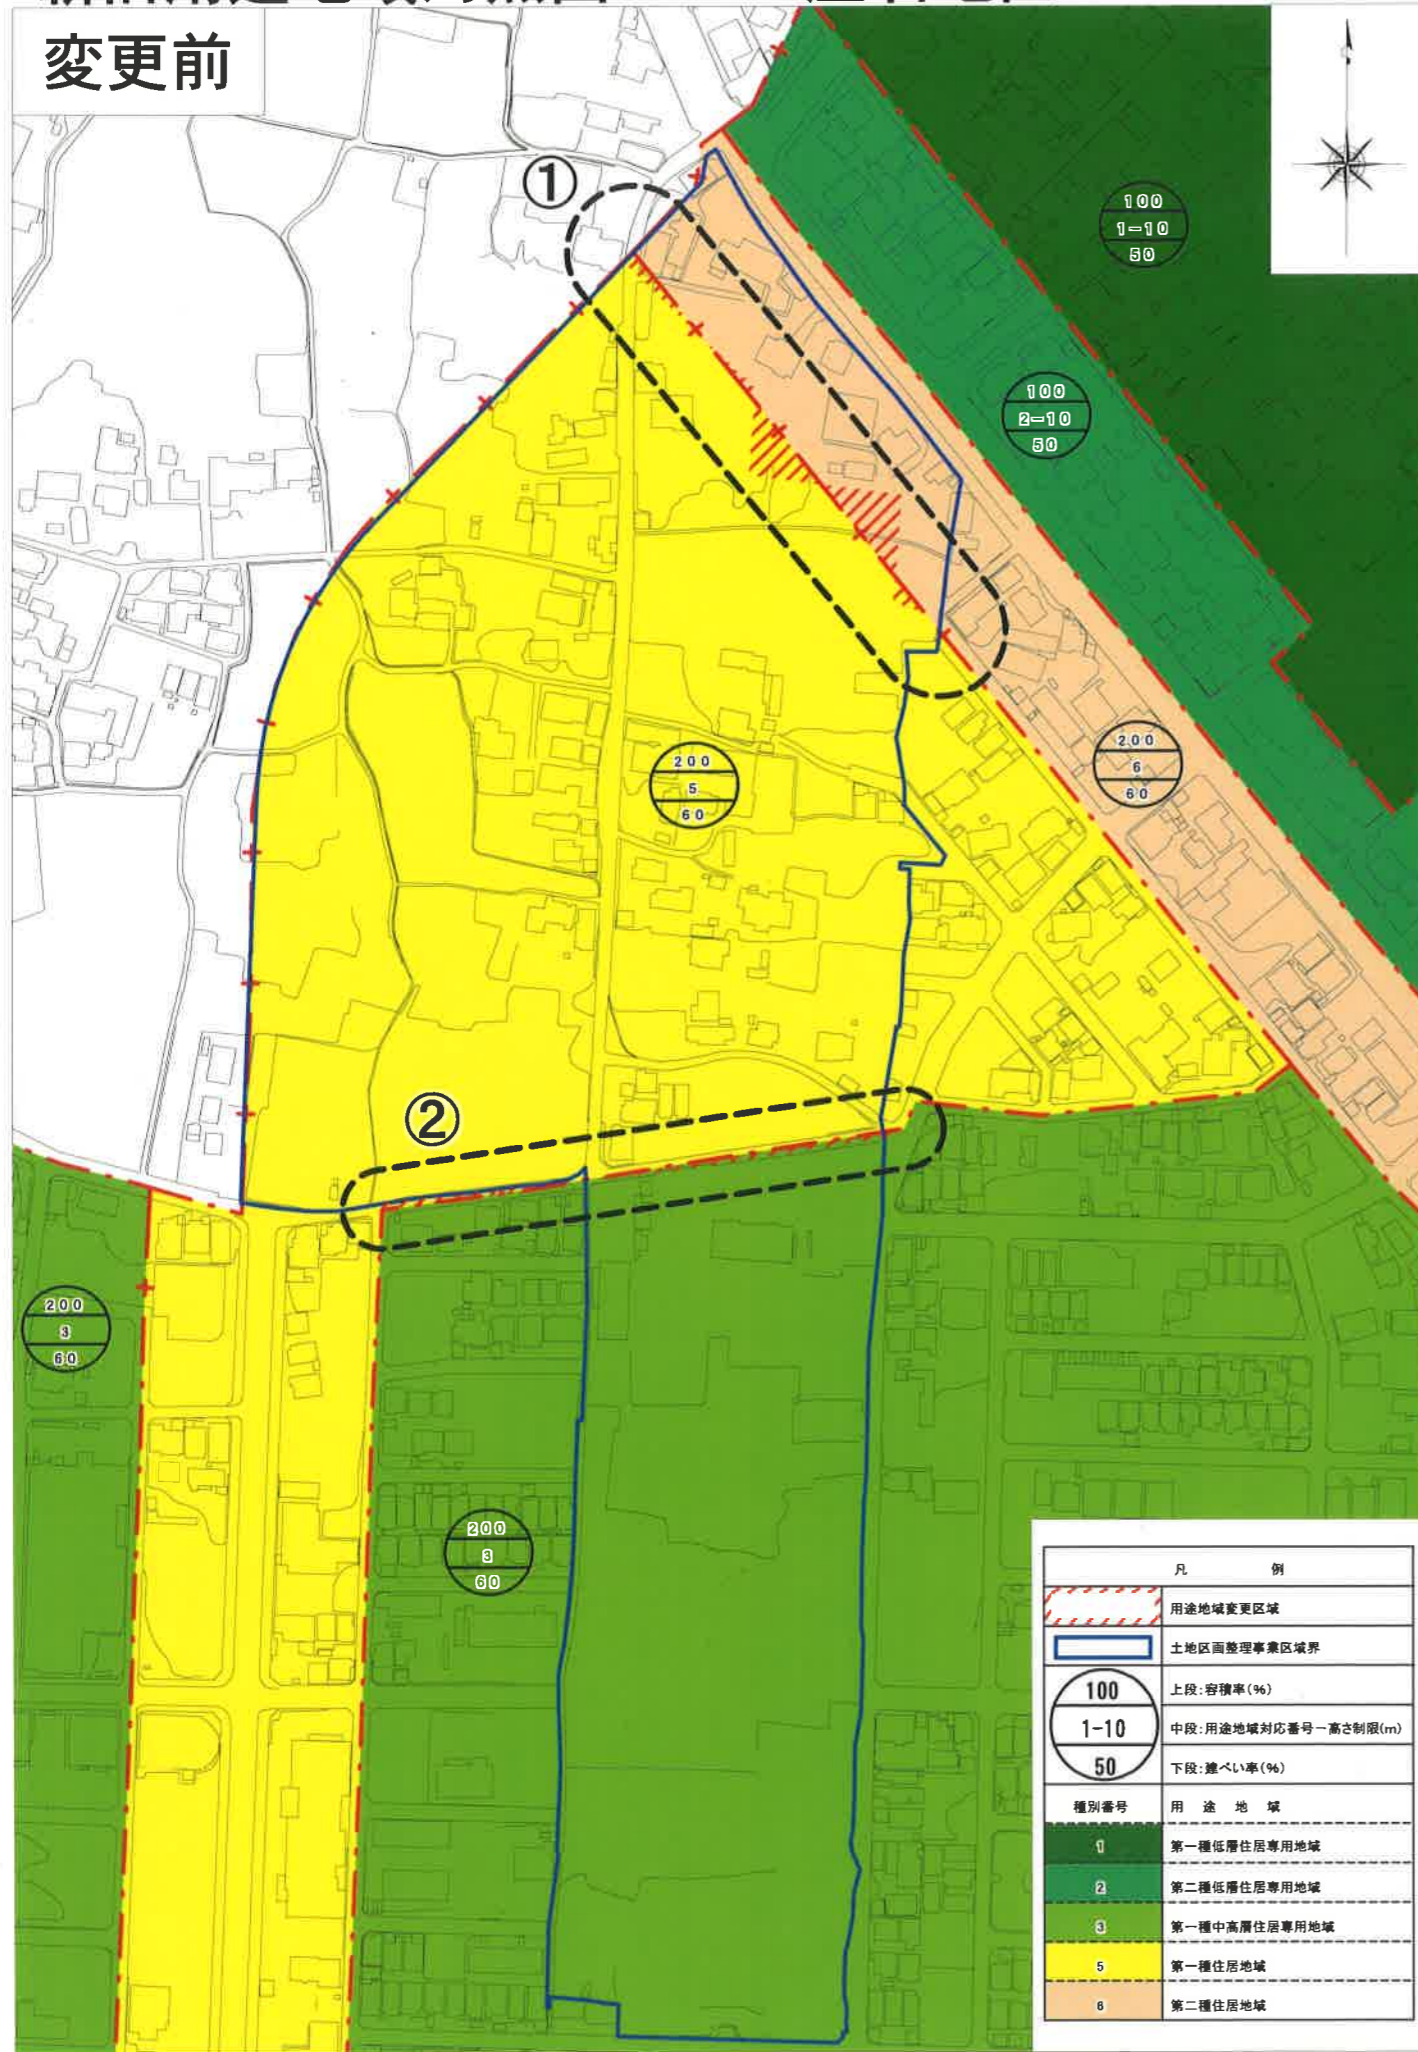 変更前
①
100
1-10
50
100
2-10
50
200
5
60
200
6
60
②
200
3
60
200
3
60
凡 例
用途地域変更区域
土地区画整理事業区域界
100
1-10
50
上段:容積率(%)
中段:用途地域対応番号-高さ制限(m)
下段:建ぺい率(%)
種別番号 用 途 地 域
1 第一種低層住居専用地域
2 第二種低層住居専用地域
3 第一種中高層住居専用地域
5 第一種住居地域
6 第二種住居地域